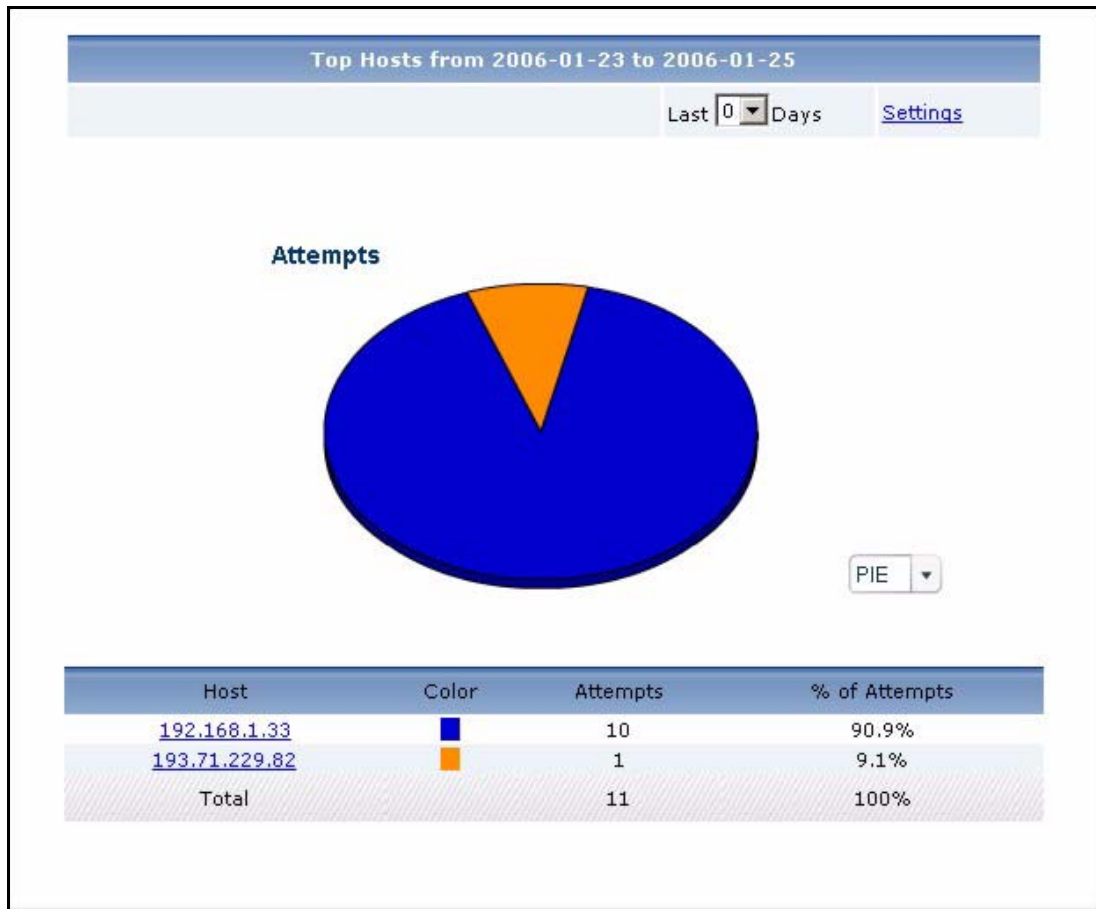 Top Hosts from 2006-01-23 to 2006-01-25
Last 0 Days Settings
Attempts
PIE
Host Color Attempts % of Attempts
192.168.1.33 10 90.9%
193.71.229.82 1 9.1%
Total 11 100%